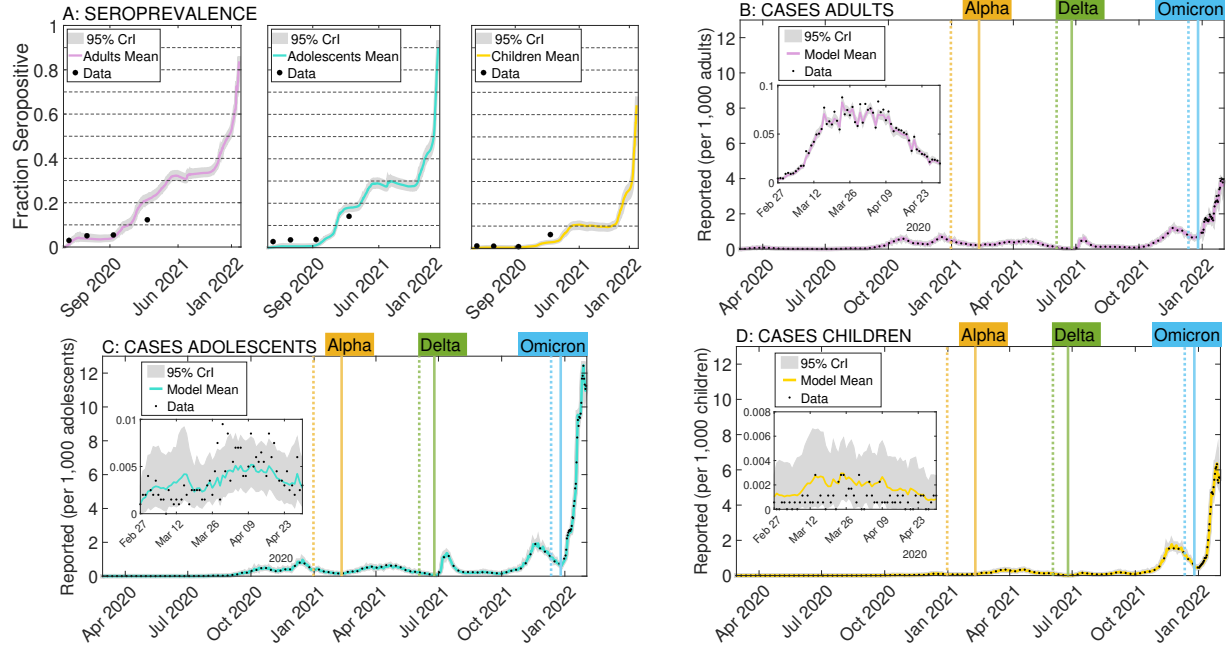 A: SEROPREVALENCE
Fraction Seropositive
1
0.8
0.6
0.4
0.2
0
95% CrI
Adults Mean
Data
Sep 2020
Jun 2021
Jan 2022
95% CrI
Adolescents Mean
Data
Sep 2020
Jun 2021
Jan 2022
95% CrI
Children Mean
Data
Sep 2020
Jun 2021
Jan 2022
B: CASES ADULTS
Alpha
Delta
Omicron
Reported (per 1,000 adults)
12
10
8
6
4
2
0
95% CrI
Model Mean
Data
0.1
0.05
0
Feb 27
Mar 12
Mar 26
Apr 09
Apr 23
2020
Apr 2020
Jul 2020
Oct 2020
Jan 2021
Apr 2021
Jul 2021
Oct 2021
Jan 2022
C: CASES ADOLESCENTS
Alpha
Delta
Omicron
Reported (per 1,000 adolescents)
12
10
8
6
4
2
0
95% CrI
Model Mean
Data
0.01
0.005
0
Feb 27
Mar 12
Mar 26
Apr 09
Apr 23
2020
Apr 2020
Jul 2020
Oct 2020
Jan 2021
Apr 2021
Jul 2021
Oct 2021
Jan 2022
D: CASES CHILDREN
Alpha
Delta
Omicron
Reported (per 1,000 children)
12
10
8
6
4
2
0
95% CrI
Model Mean
Data
0.008
0.006
0.004
0.002
0
Feb 27
Mar 12
Mar 26
Apr 09
Apr 23
2020
Apr 2020
Jul 2020
Oct 2020
Jan 2021
Apr 2021
Jul 2021
Oct 2021
Jan 2022